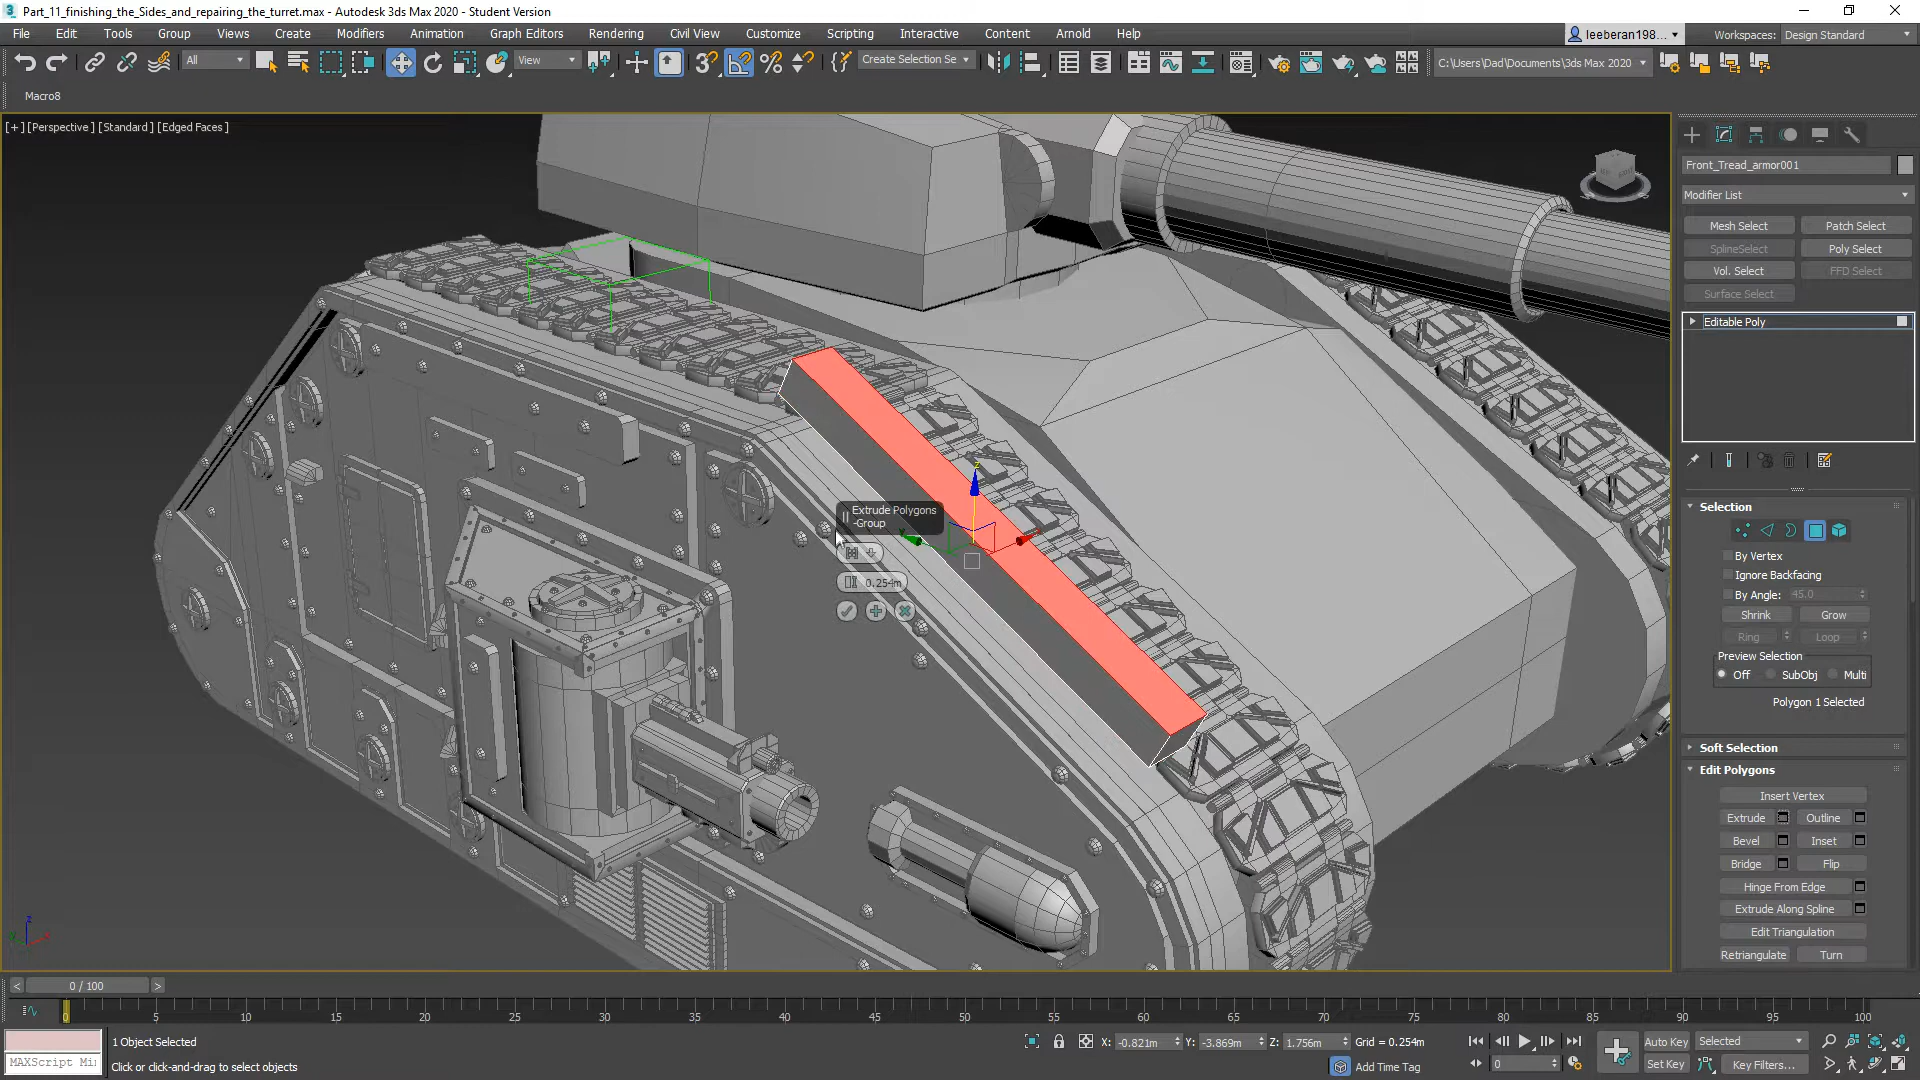 Part_11_finishing_the_Sides_and_repairing_the_turret.max - Autodesk 3ds Max 2020 - Student Version
File Edit Tools Group Views Create Modifiers Animation Graph Editors Rendering Civil View Customize Scripting Interactive Content Arnold Help
leeberan198...
Workspaces: Design Standard
All
View
Create Selection Se
C:\Users\Dad\Documents\3ds Max 2020
Macro8
[+] [Perspective] [Standard] [Edged Faces]
Front_Tread_armor001
Modifier List
Mesh Select Patch Select
SplineSelect Poly Select
Vol. Select FFD Select
Surface Select
Editable Poly
Extrude Polygons
-Group
0.254m
Selection
By Vertex
Ignore Backfacing
By Angle: 45.0
Shrink Grow
Ring Loop
Preview Selection
Off SubObj Multi
Polygon 1 Selected
Soft Selection
Edit Polygons
Insert Vertex
Extrude Outline
Bevel Inset
Bridge Flip
Hinge From Edge
Extrude Along Spline
Edit Triangulation
Retriangulate Turn
z
< 0 / 100 >
0 5 10 15 20 25 30 35 40 45 50 55 60 65 70 75 80 85 90 95 100
1 Object Selected
X: -0.821m Y: -3.869m Z: 1.756m Grid = 0.254m
Auto Key Selected
MAXScript Mi
Click or click-and-drag to select objects
Add Time Tag
0
Set Key Key Filters...